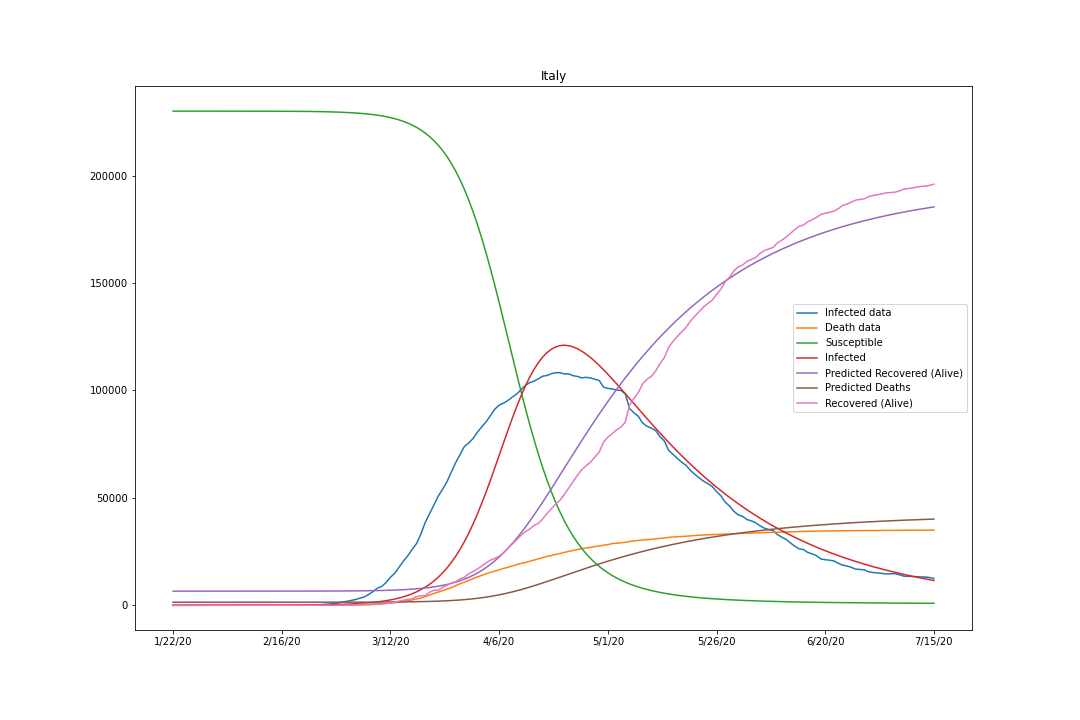 Italy
200000
150000
100000
50000
0
Infected data
Death data
Susceptible
Infected
Predicted Recovered (Alive)
Predicted Deaths
Recovered (Alive)
1/22/20 2/16/20 3/12/20 4/6/20 5/1/20 5/26/20 6/20/20 7/15/20